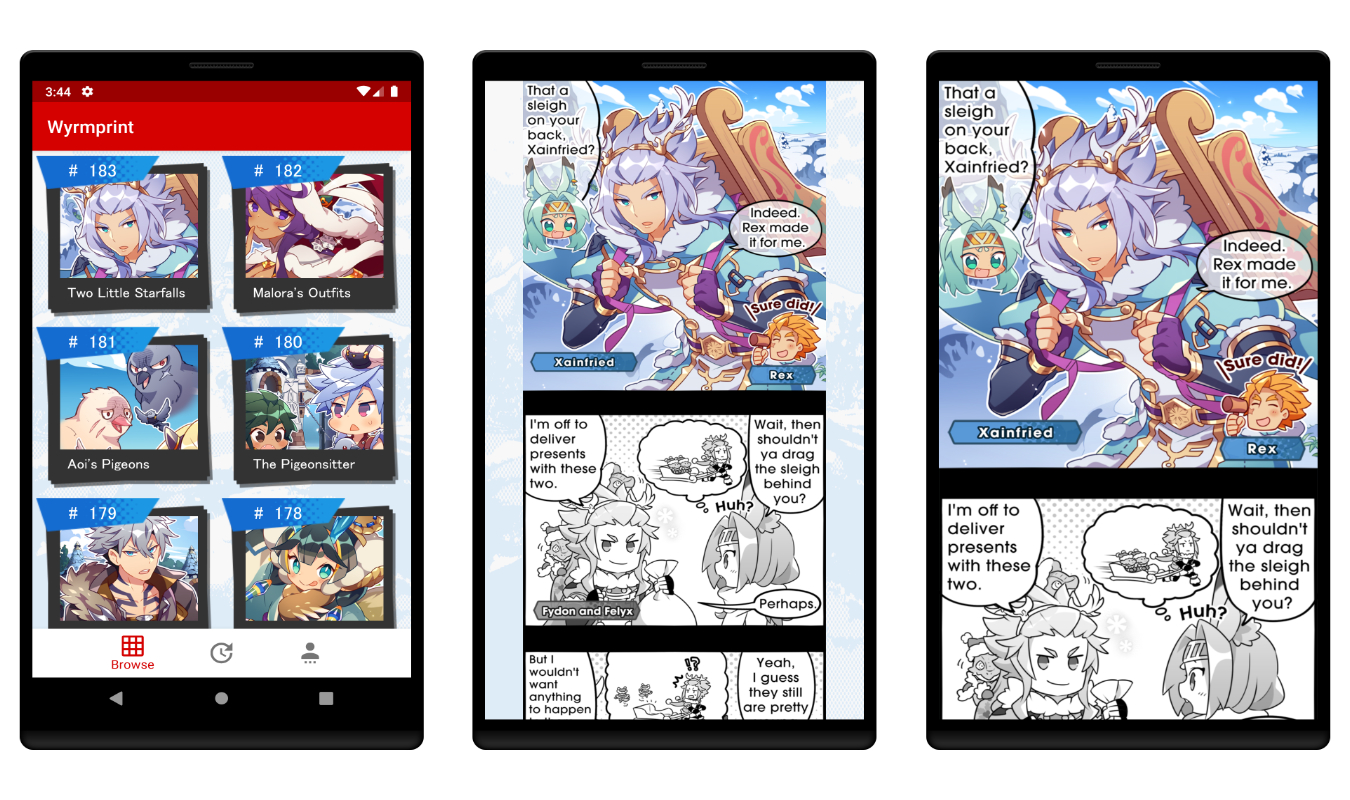 3:44
Wyrmprint
# 183
# 182
Two Little Starfalls
Malora's Outfits
# 181
# 180
Aoi's Pigeons
The Pigeonsitter
# 179
# 178
Browse
That a
sleigh
on your
back,
Xainfried?
Indeed.
Rex made
it for me.
Sure did!
Xainfried
Rex
I'm off to
deliver
presents
with these
two.
Wait, then
shouldn't
ya drag
the sleigh
behind
you?
Huh?
Fydon and Felyx
Perhaps.
But I
wouldn't
want
anything
to happen
!?
Yeah,
I guess
they still
are pretty
That a
sleigh
on your
back,
Xainfried?
Indeed.
Rex made
it for me.
Sure did!
Xainfried
Rex
I'm off to
deliver
presents
with these
two.
Wait, then
shouldn't
ya drag
the sleigh
behind
you?
Huh?